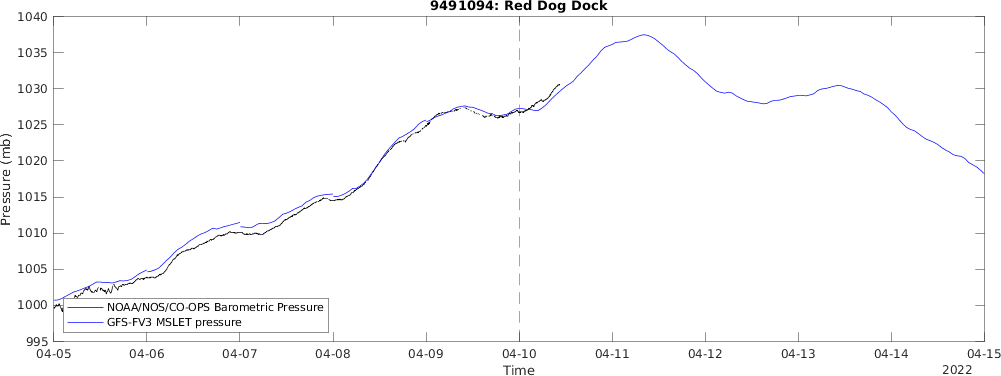 9491094: Red Dog Dock
1040
1035
1030
1025
1020
1015
1010
1005
1000
995
Pressure (mb)
NOAA/NOS/CO-OPS Barometric Pressure
GFS-FV3 MSLET pressure
04-05 04-06 04-07 04-08 04-09 04-10 04-11 04-12 04-13 04-14 04-15
Time
2022